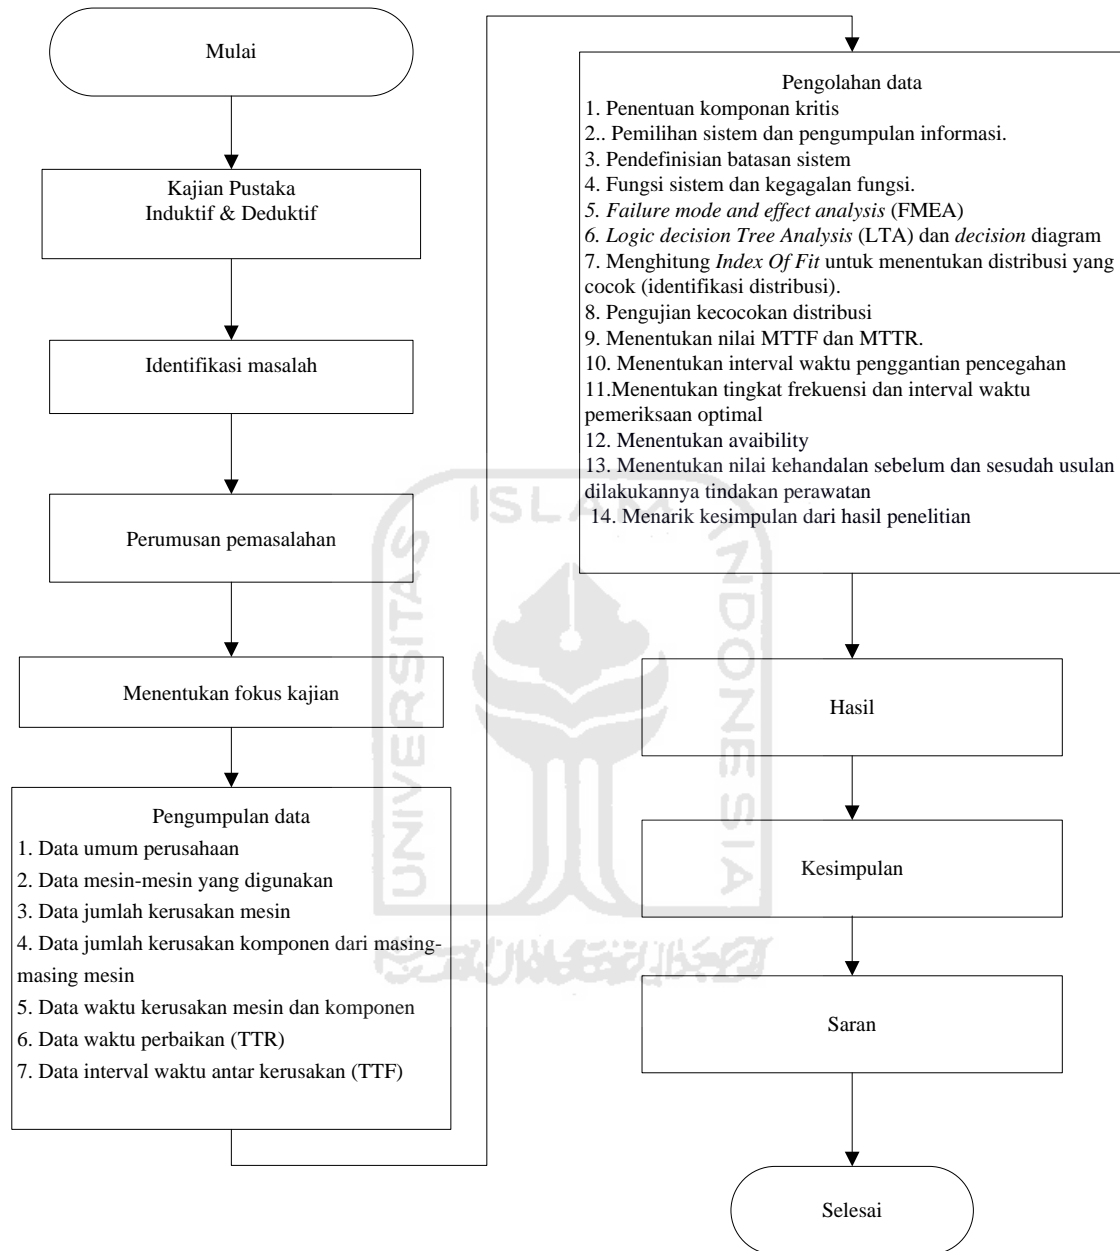 Mulai
Kajian Pustaka
Induktif & Deduktif
Identifikasi masalah
Perumusan pemasalahan
Menentukan fokus kajian
Pengumpulan data
1. Data umum perusahaan
2. Data mesin-mesin yang digunakan
3. Data jumlah kerusakan mesin
4. Data jumlah kerusakan komponen dari masing-
masing mesin
5. Data waktu kerusakan mesin dan komponen
6. Data waktu perbaikan (TTR)
7. Data interval waktu antar kerusakan (TTF)
Pengolahan data
1. Penentuan komponan kritis
2.. Pemilihan sistem dan pengumpulan informasi.
3. Pendefinisian batasan sistem
4. Fungsi sistem dan kegagalan fungsi.
5. Failure mode and effect analysis (FMEA)
6. Logic decision Tree Analysis (LTA) dan decision diagram
7. Menghitung Index Of Fit untuk menentukan distribusi yang
cocok (identifikasi distribusi).
8. Pengujian kecocokan distribusi
9. Menentukan nilai MTTF dan MTTR.
10. Menentukan interval waktu penggantian pencegahan
11.Menentukan tingkat frekuensi dan interval waktu
pemeriksaan optimal
12. Menentukan avaibility
13. Menentukan nilai kehandalan sebelum dan sesudah usulan
dilakukannya tindakan perawatan
14. Menarik kesimpulan dari hasil penelitian
Hasil
Kesimpulan
Saran
Selesai
UNIVERSITAS
ISLAM
INDONESIA